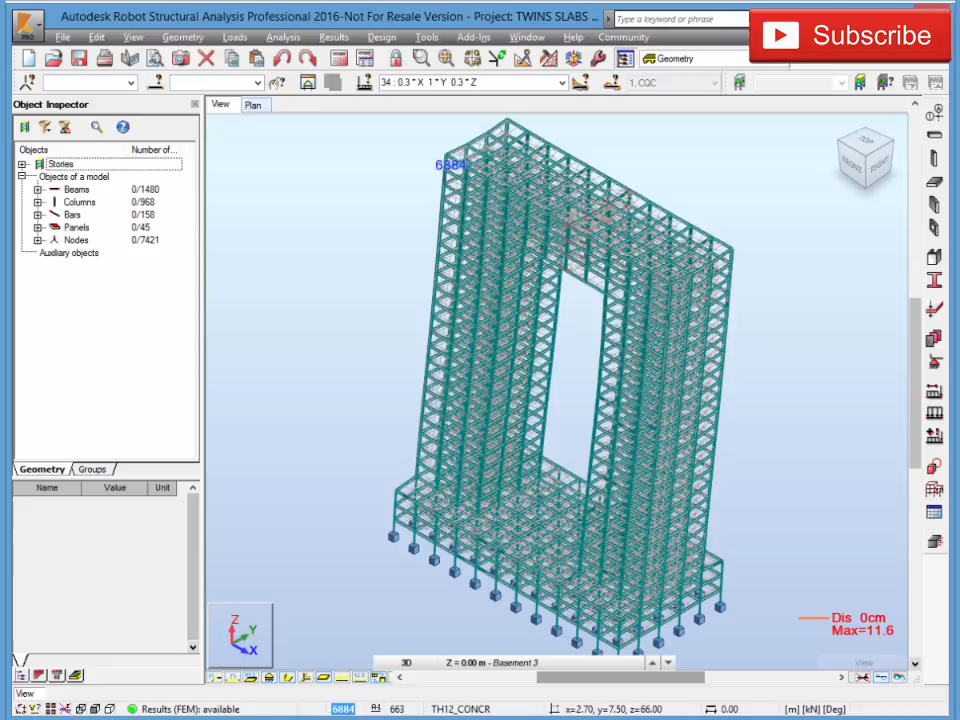 Autodesk Robot Structural Analysis Professional 2016-Not For Resale Version - Project: TWINS SLABS ...
Type a keyword or phrase
Subscribe
PRO
File Edit View Geometry Loads Analysis Results Design Tools Add-Ins Window Help Community
Geometry
34 : 0.3*X 1*Y 0.3*Z
1. CQC
Object Inspector
View Plan
Objects Number of...
Stories
Objects of a model
Beams 0/1480
Columns 0/968
Bars 0/158
Panels 0/45
Nodes 0/7421
Auxiliary objects
Geometry Groups
Name Value Unit
6884
TOP
FRONT RIGHT
Z
Y
X
Dis 0cm
Max=11.6
3D Z = 0.00 m - Basement 3
View
View
Results (FEM): available 6884 663 TH12_CONCR x=2.70, y=7.50, z=66.00 0.00 [m] [kN] [Deg]